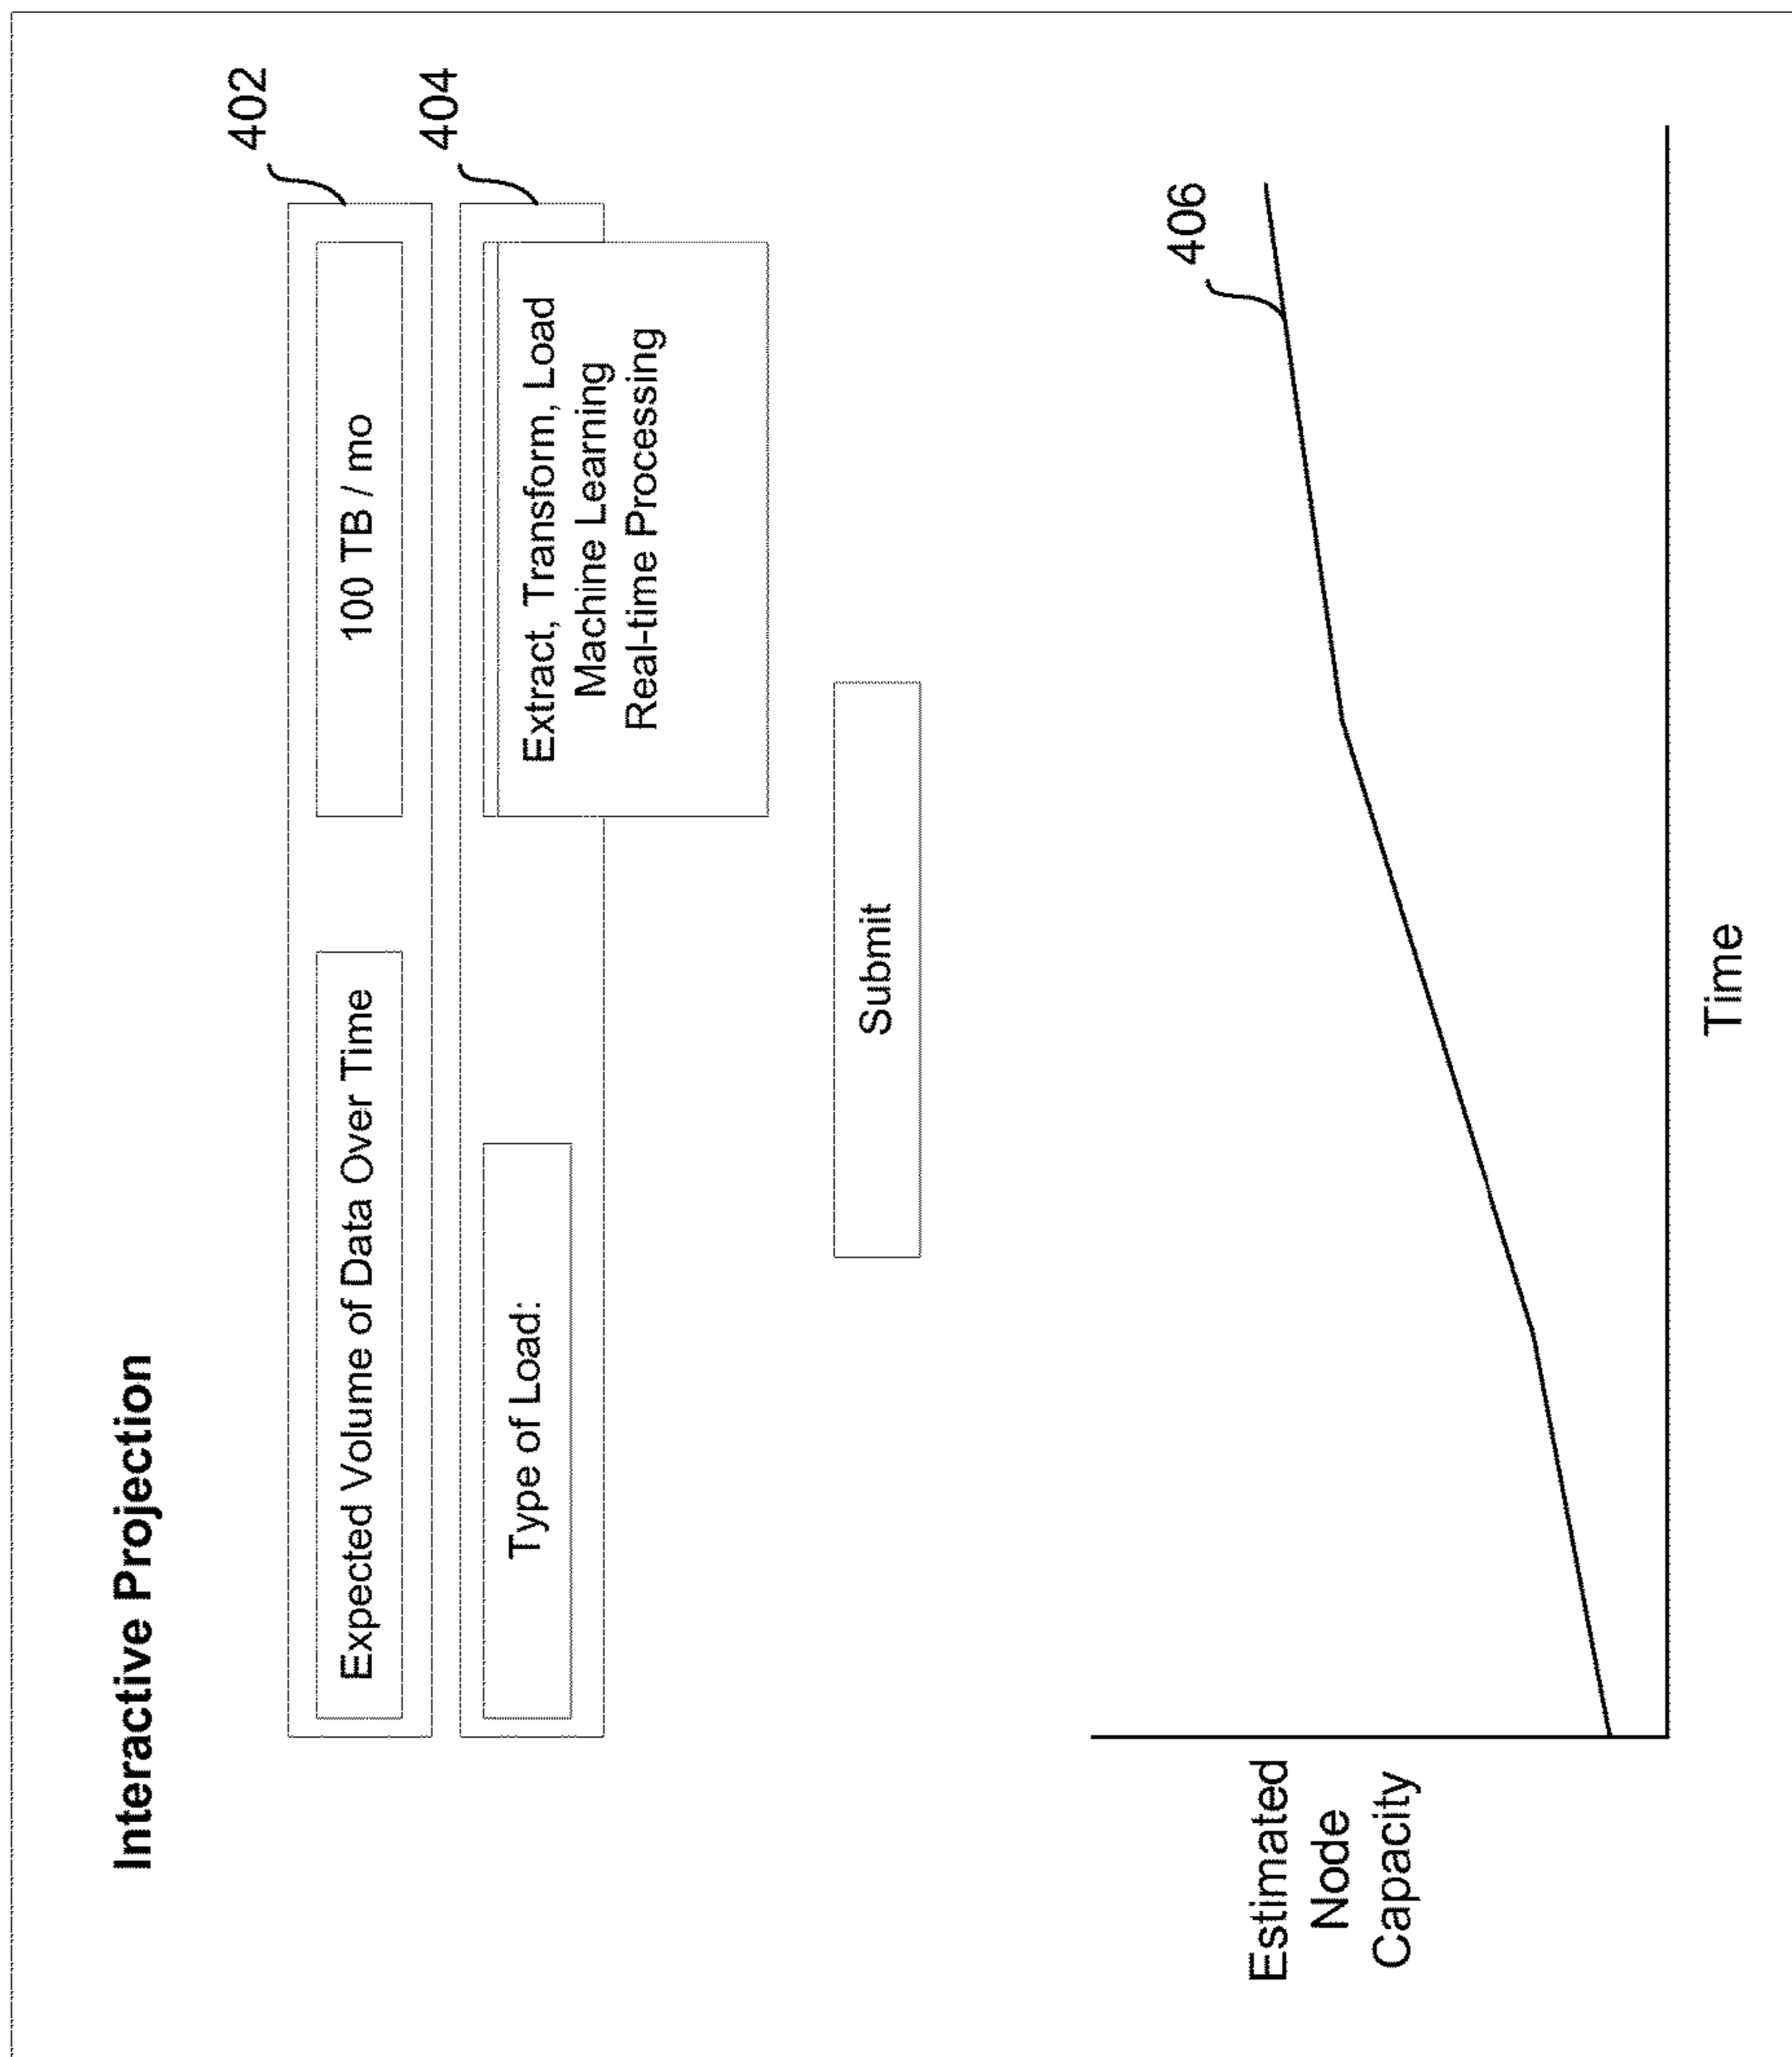 Interactive Projection
402
Expected Volume of Data Over Time
100 TB / mo
404
Type of Load:
Extract, Transform, Load
Machine Learning
Real-time Processing
Submit
406
Estimated
Node
Capacity
Time